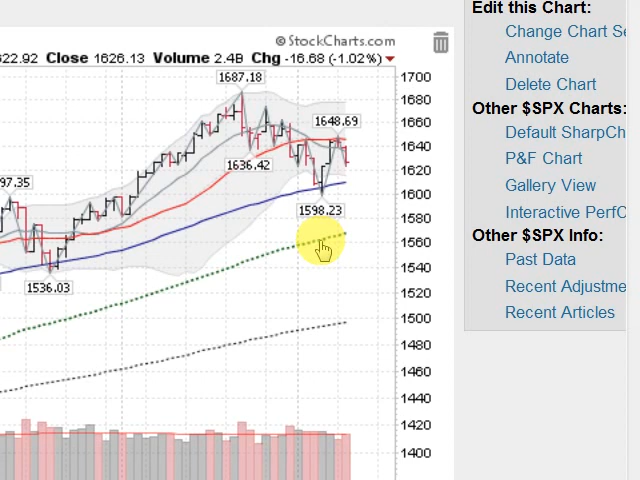 Edit this Chart:
© StockCharts.com
Change Chart Se
622.92 Close 1626.13 Volume 2.4B Chg -16.68 (-1.02%)
Annotate
1687.18
1700
Delete Chart
1680
Other $SPX Charts:
1648.69
1660
Default SharpCh
1640
1636.42
P&F Chart
1620
97.35
Gallery View
1600
1598.23
Interactive PerfC
1580
Other $SPX Info:
1560
Past Data
1540
1536.03
Recent Adjustme
1520
Recent Articles
1500
1480
1460
1440
1420
1400